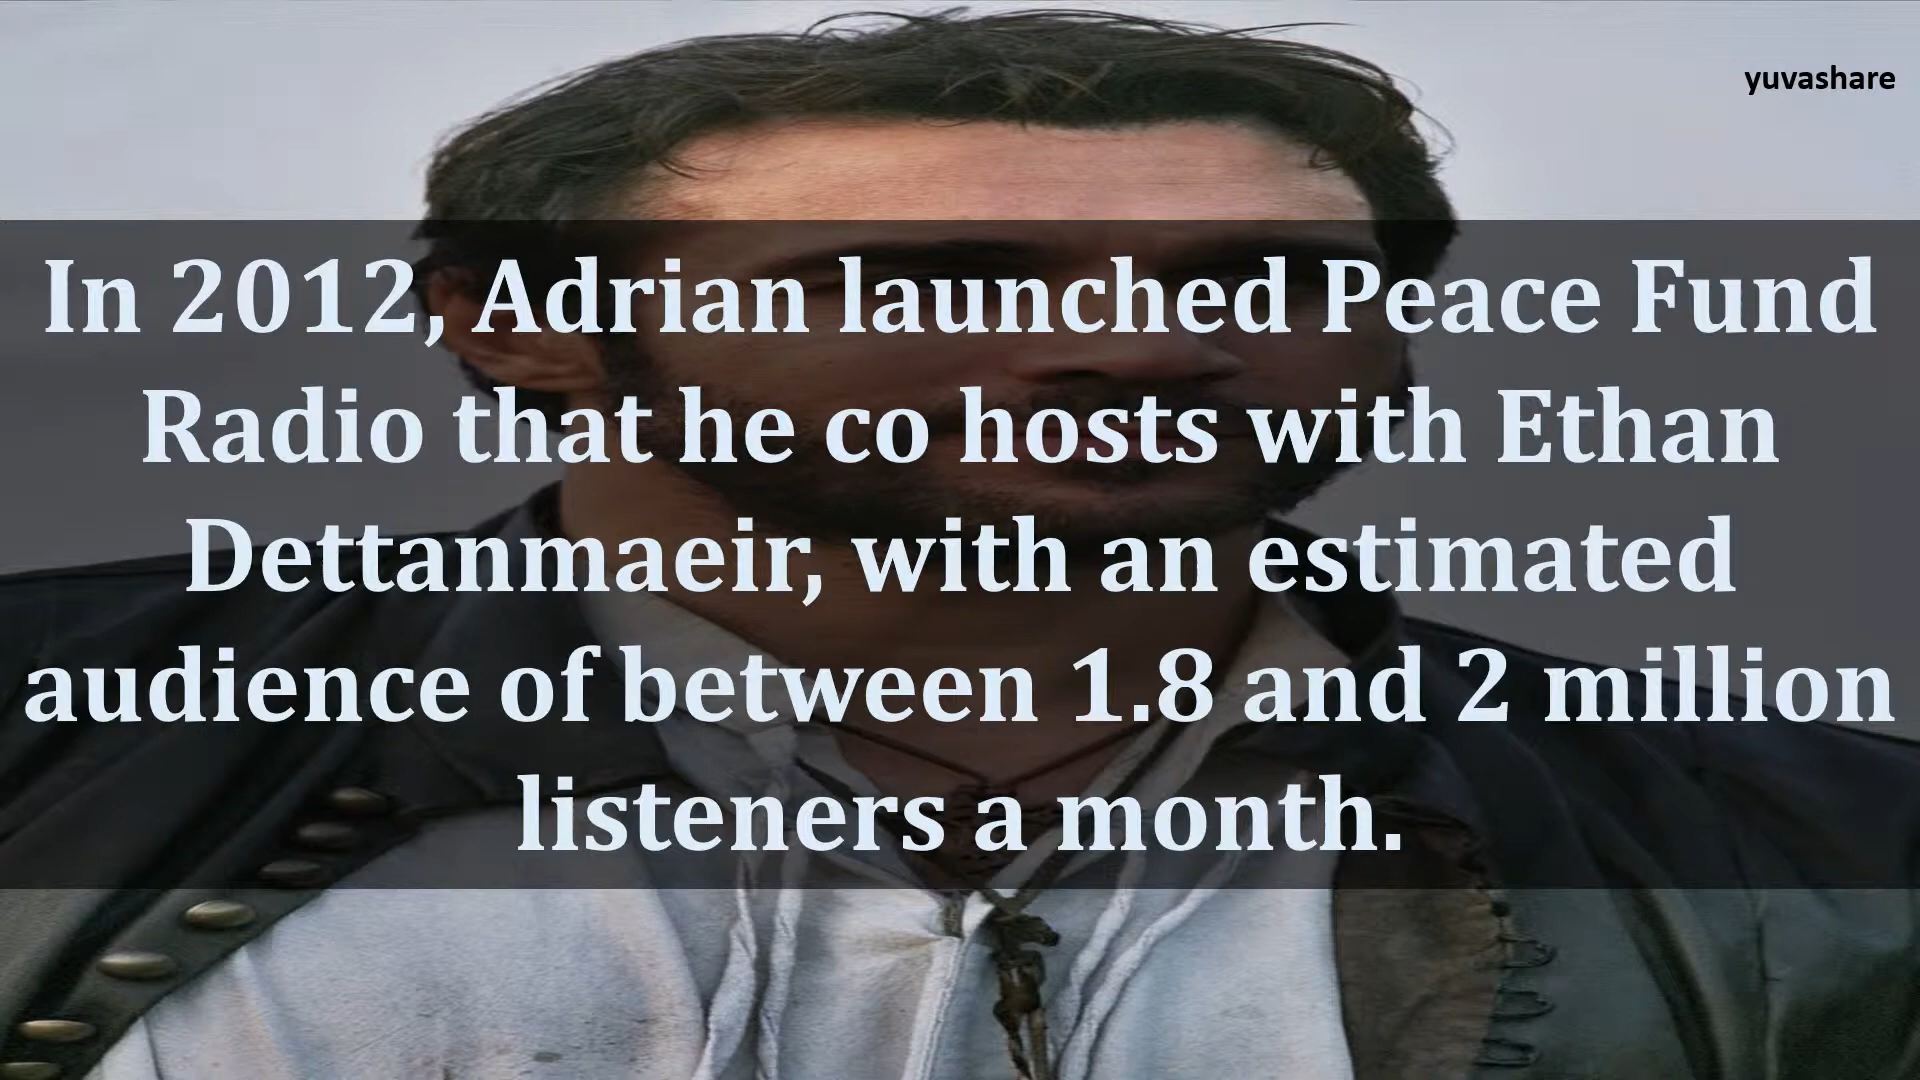 yuvashare
In 2012, Adrian launched Peace Fund
Radio that he co hosts with Ethan
Dettanmaeir, with an estimated
audience of between 1.8 and 2 million
listeners a month.